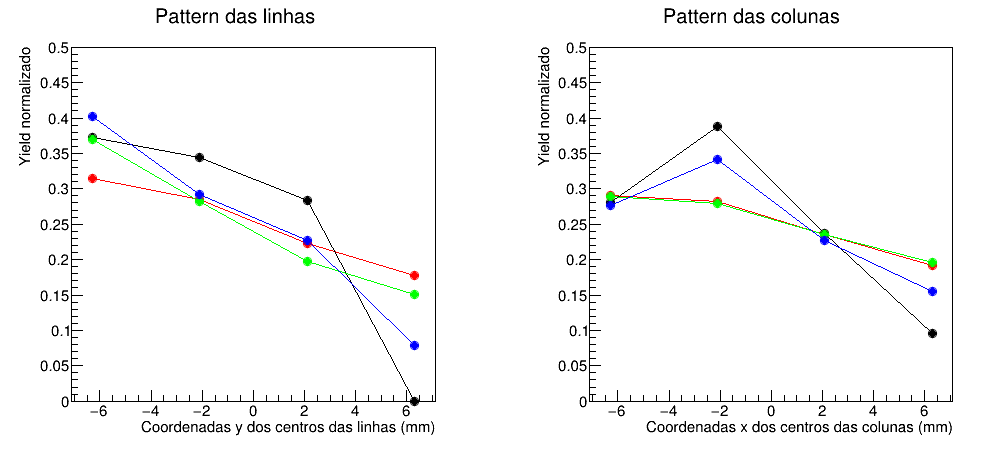 Pattern das linhas
Yield normalizado
0.5
0.45
0.4
0.35
0.3
0.25
0.2
0.15
0.1
0.05
0
−6 −4 −2 0 2 4 6
Coordenadas y dos centros das linhas (mm)
Pattern das colunas
Yield normalizado
0.5
0.45
0.4
0.35
0.3
0.25
0.2
0.15
0.1
0.05
0
−6 −4 −2 0 2 4 6
Coordenadas x dos centros das colunas (mm)